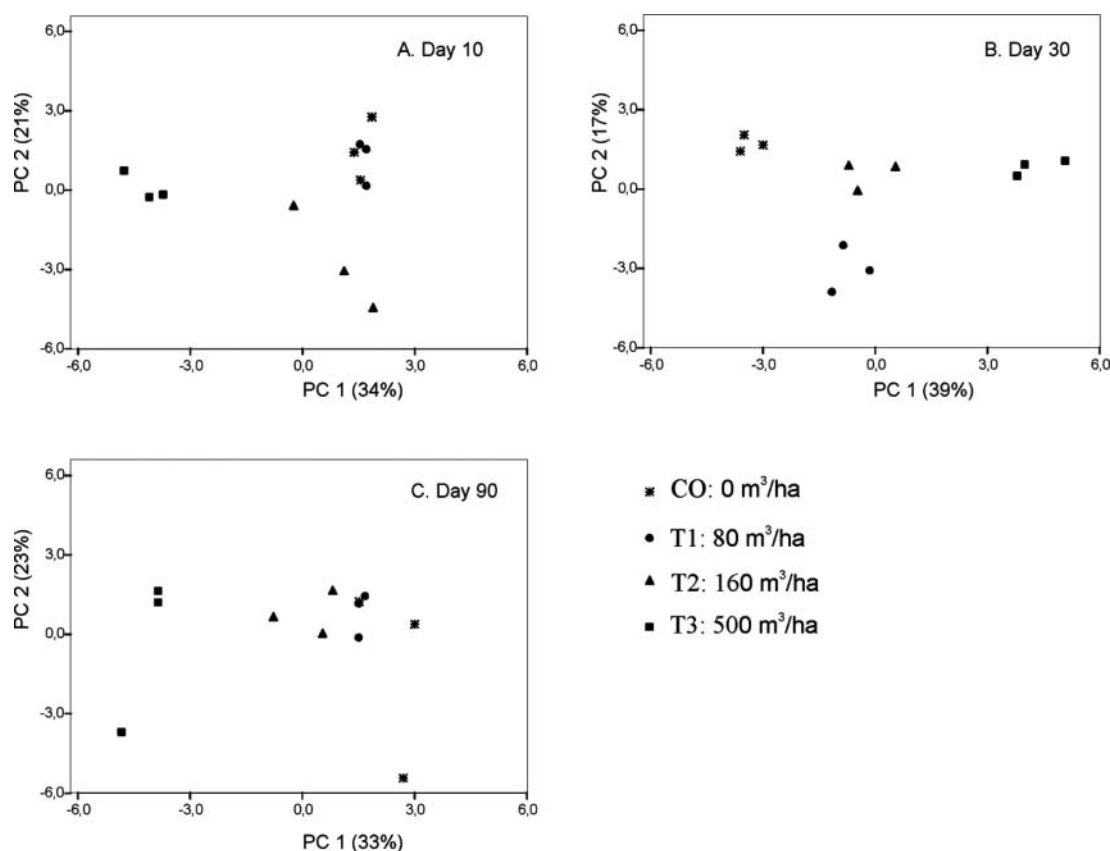 A. Day 10
PC 2 (21%)
6,0
3,0
0,0
-3,0
-6,0
-6,0 -3,0 0,0 3,0 6,0
PC 1 (34%)
B. Day 30
PC 2 (17%)
6,0
3,0
0,0
-3,0
-6,0
-6,0 -3,0 0,0 3,0 6,0
PC 1 (39%)
C. Day 90
PC 2 (23%)
6,0
3,0
0,0
-3,0
-6,0
-6,0 -3,0 0,0 3,0 6,0
PC 1 (33%)
CO: 0 m³/ha
T1: 80 m³/ha
T2: 160 m³/ha
T3: 500 m³/ha